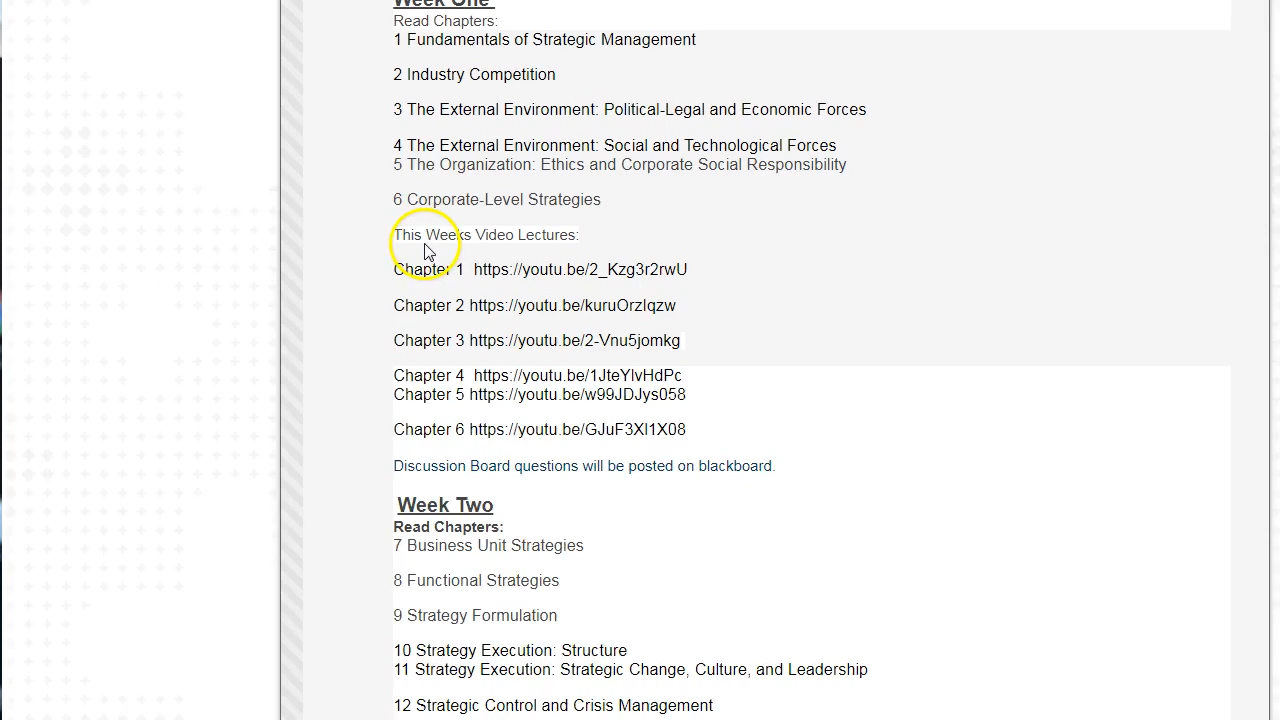 Week One
Read Chapters:
1 Fundamentals of Strategic Management
2 Industry Competition
3 The External Environment: Political-Legal and Economic Forces
4 The External Environment: Social and Technological Forces
5 The Organization: Ethics and Corporate Social Responsibility
6 Corporate-Level Strategies
This Weeks Video Lectures:
Chapter 1  https://youtu.be/2_Kzg3r2rwU
Chapter 2 https://youtu.be/kuruOrzIqzw
Chapter 3 https://youtu.be/2-Vnu5jomkg
Chapter 4  https://youtu.be/1JteYlvHdPc
Chapter 5 https://youtu.be/w99JDJys058
Chapter 6 https://youtu.be/GJuF3XI1X08
Discussion Board questions will be posted on blackboard.
Week Two
Read Chapters:
7 Business Unit Strategies
8 Functional Strategies
9 Strategy Formulation
10 Strategy Execution: Structure
11 Strategy Execution: Strategic Change, Culture, and Leadership
12 Strategic Control and Crisis Management